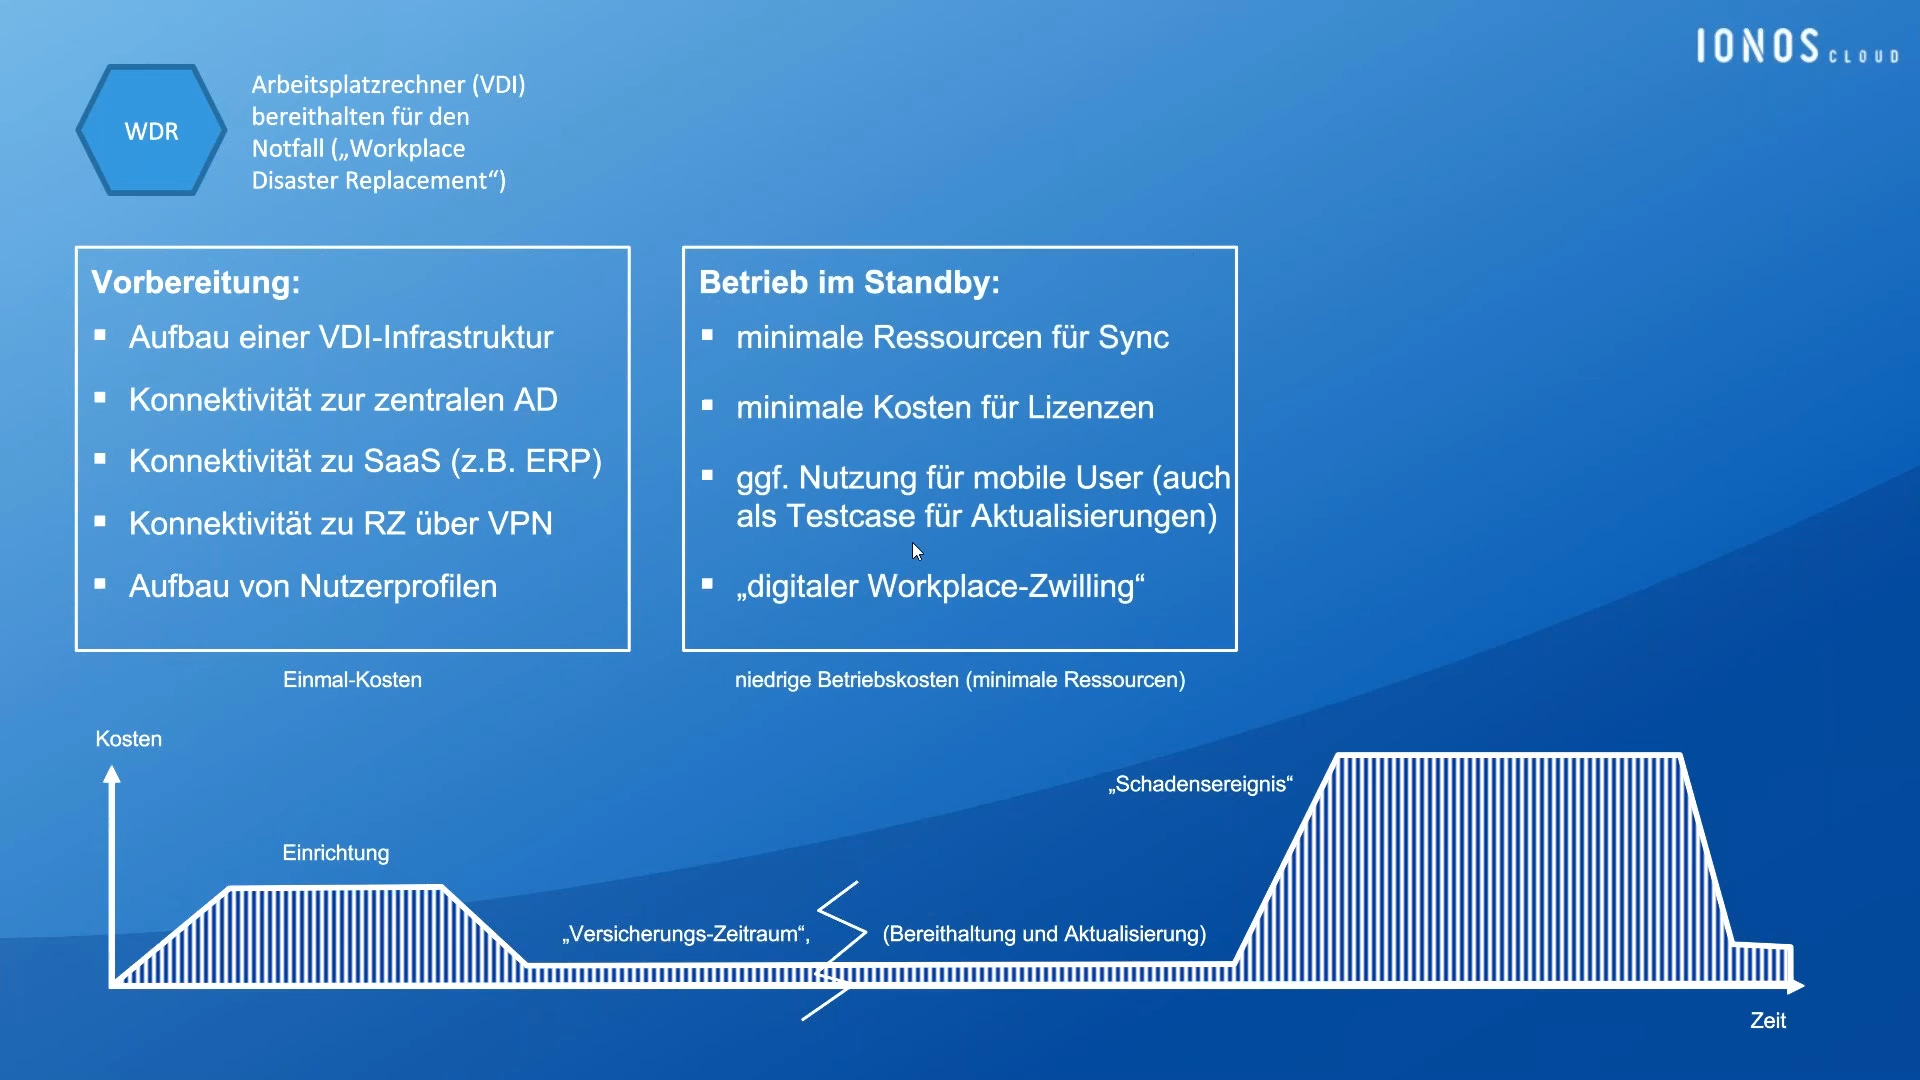 IONOS CLOUD
WDR
Arbeitsplatzrechner (VDI)
bereithalten für den
Notfall („Workplace
Disaster Replacement“)
Vorbereitung:
▪ Aufbau einer VDI-Infrastruktur
▪ Konnektivität zur zentralen AD
▪ Konnektivität zu SaaS (z.B. ERP)
▪ Konnektivität zu RZ über VPN
▪ Aufbau von Nutzerprofilen
Einmal-Kosten
Betrieb im Standby:
▪ minimale Ressourcen für Sync
▪ minimale Kosten für Lizenzen
▪ ggf. Nutzung für mobile User (auch
als Testcase für Aktualisierungen)
▪ „digitaler Workplace-Zwilling“
niedrige Betriebskosten (minimale Ressourcen)
Kosten
„Schadensereignis“
Einrichtung
„Versicherungs-Zeitraum“, (Bereithaltung und Aktualisierung)
Zeit